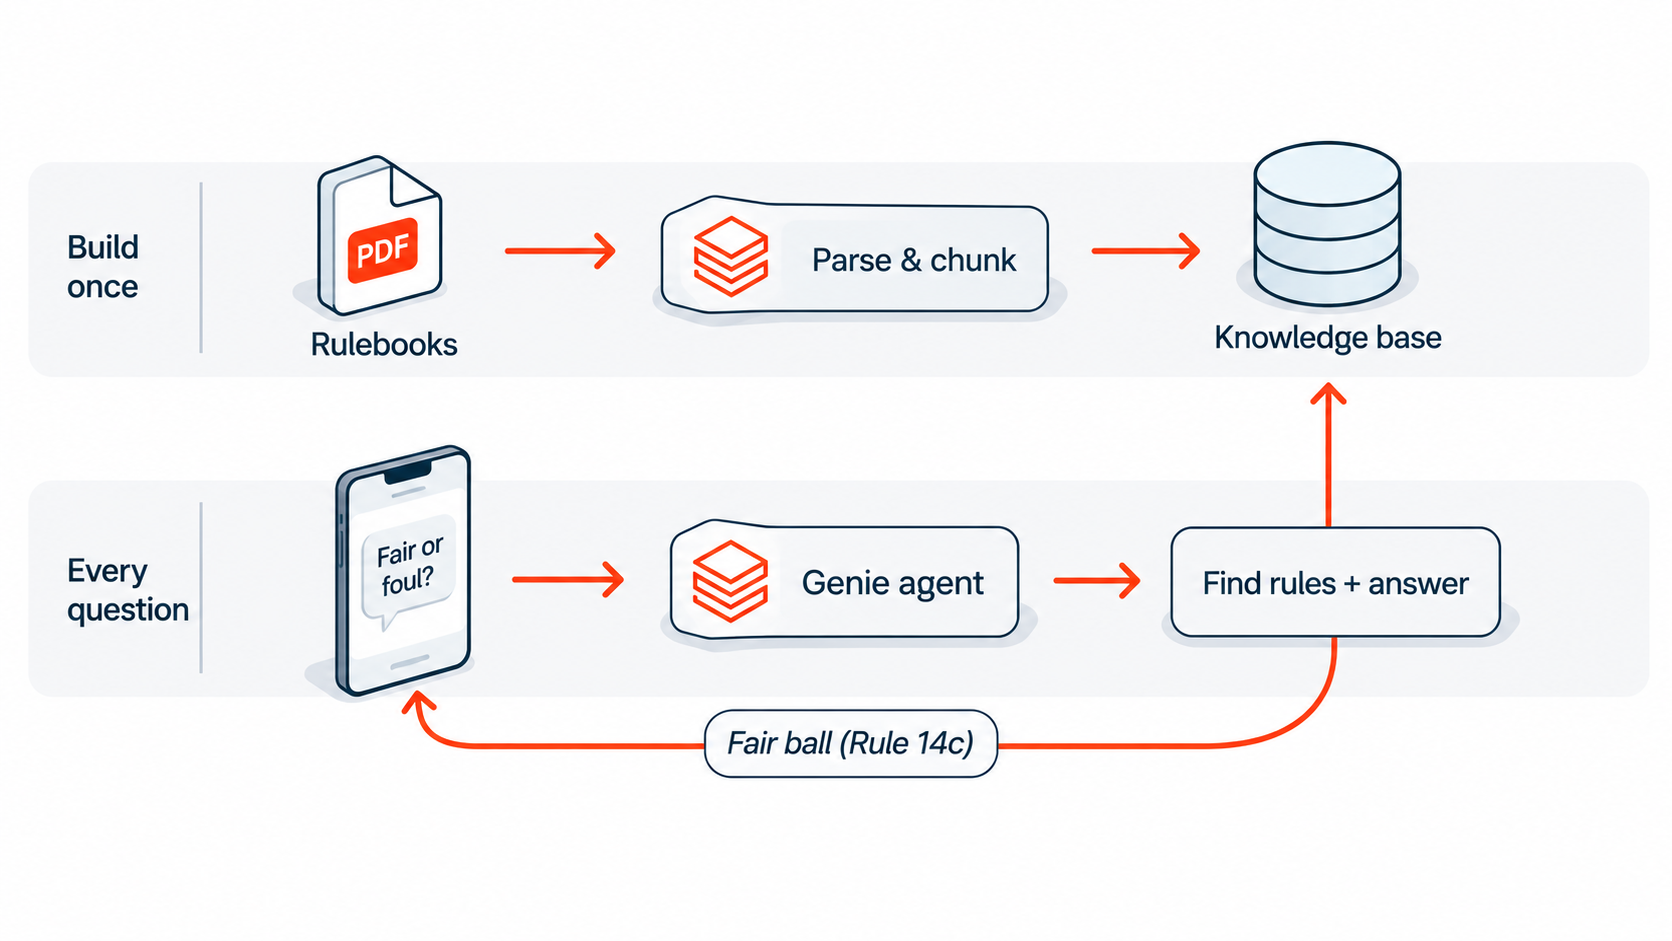 Build
once
PDF
Rulebooks
Parse & chunk
Knowledge base
Every
question
Fair or
foul?
Genie agent
Find rules + answer
Fair ball (Rule 14c)